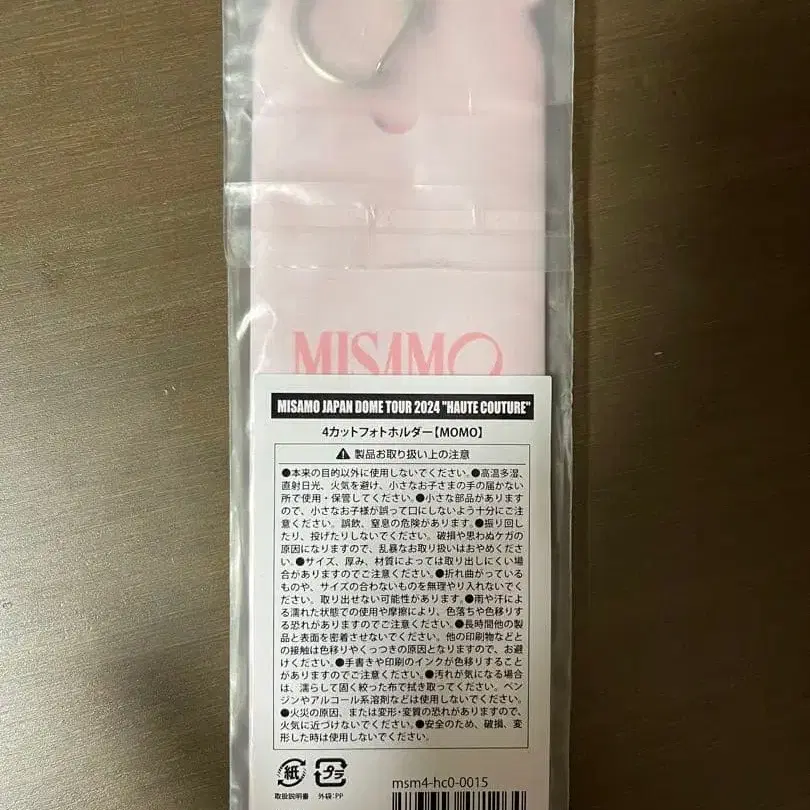 MISAMO
MISAMO JAPAN DOME TOUR 2024 "HAUTE COUTURE"
4カットフォトホルダー【MOMO】
製品お取り扱い上の注意
●本来の目的以外に使用しないでください。●高温多湿、
直射日光、火気を避け、小さなお子さまの手の届かない
所で使用・保管してください。●小さな部品があります
ので、小さなお子様が誤って口にしないよう十分にご注
意ください。誤飲、窒息の危険があります。●振り回し
たり、投げたりしないでください。破損や思わぬケガの
原因になりますので、乱暴なお取り扱いはおやめくださ
い。●サイズ、厚み、材質によっては取り出しにくい場
合がありますのでご注意ください。●折れ曲がっている
ものや、サイズの合わないものを無理やり入れないでく
ださい。取り出せない可能性があります。●雨や汗によ
る濡れた状態での使用や摩擦により、色落ちや色移りす
る恐れがありますのでご注意ください。●長時間他の製
品と表面を密着させないでください。他の印刷物などと
の接触は色移りやくっつきの原因となりますので、お避
けください。●手書きや印刷のインクが色移りすること
がありますのでご注意ください。●汚れが気になる場合
は、濡らして固く絞った布で拭き取ってください。ベン
ジンやアルコール系溶剤などは使用しないでください。
●火災の原因、または変形・変質の恐れがありますので、
火気に近づけないでください。●安全のため、破損、変
形した時は使用しないでください。
紙 プラ
取扱説明書 外袋:PP
msm4-hc0-0015